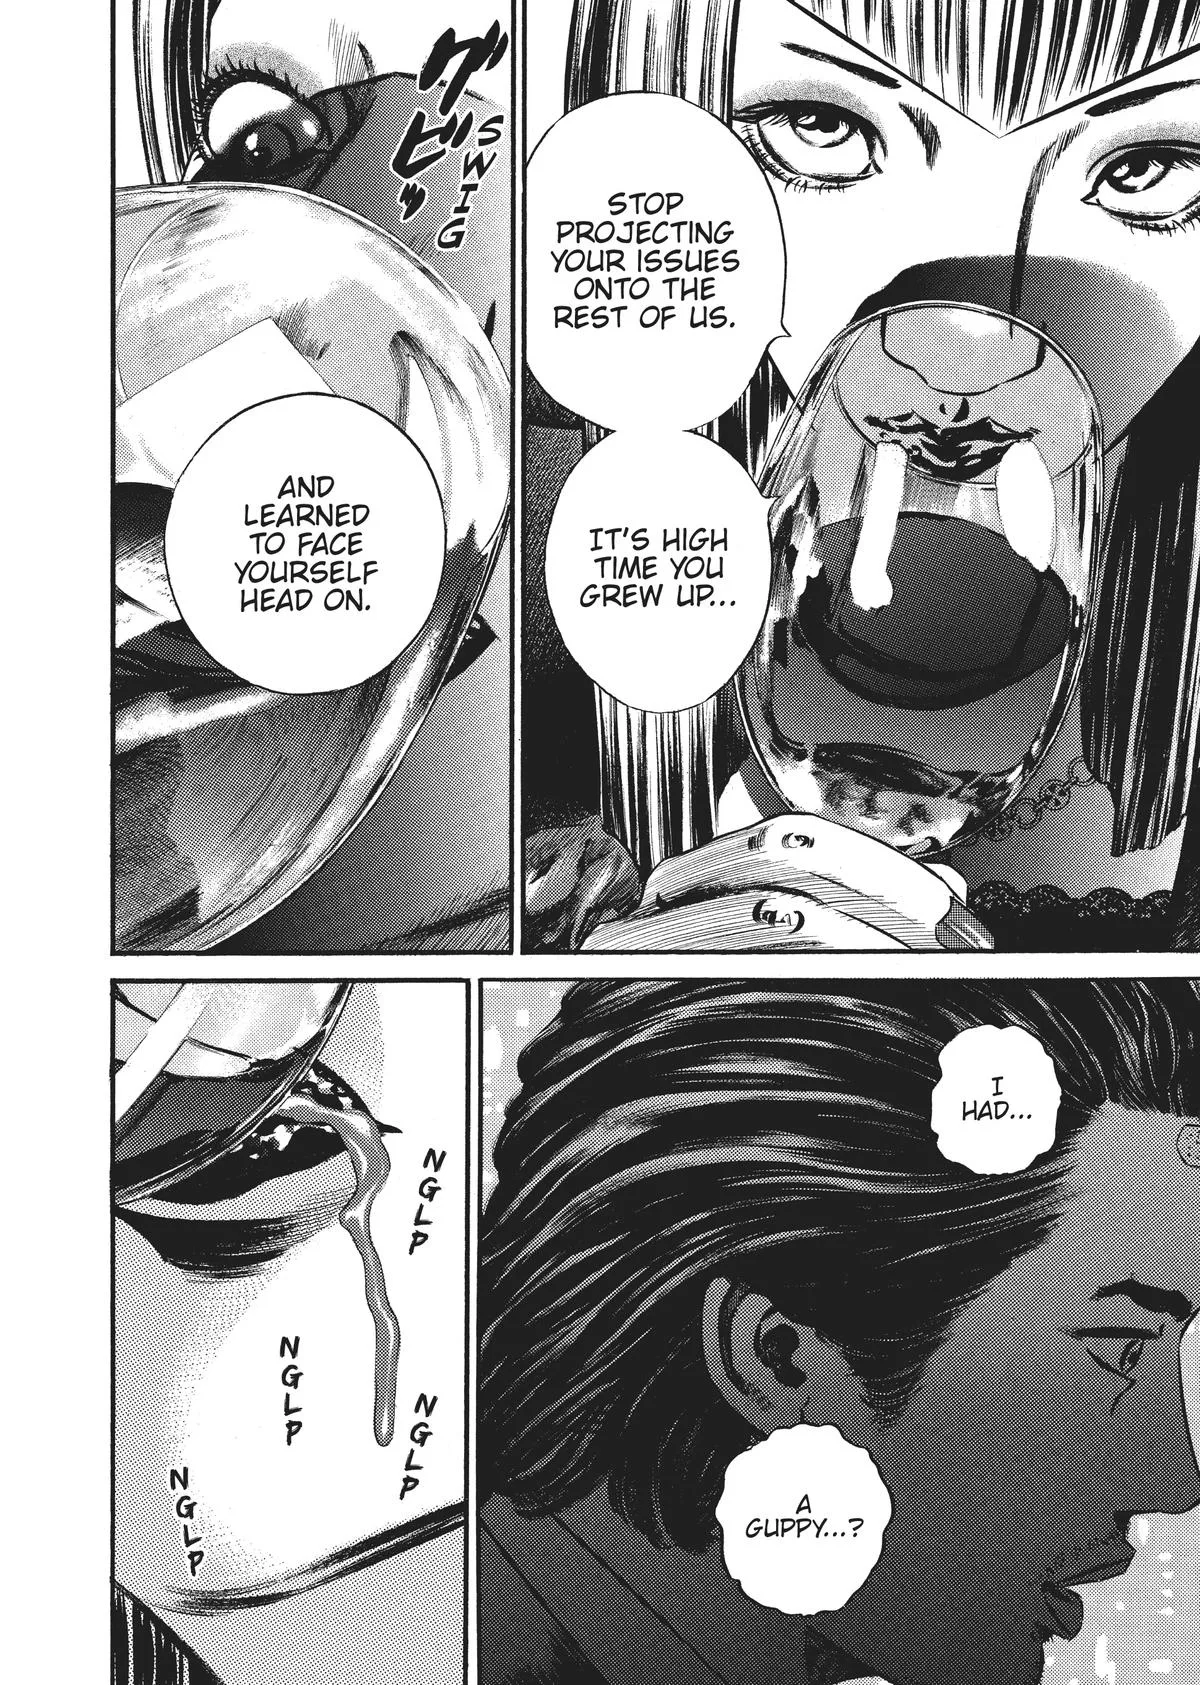 STOP
PROJECTING
YOUR ISSUES
ONTO THE
REST OF US.
IT'S HIGH
TIME YOU
GREW UP...
グビッ
SWIG
AND
LEARNED
TO FACE
YOURSELF
HEAD ON.
I
HAD...
A
GUPPY...?
NGLP
NGLP
NGLP
NGLP